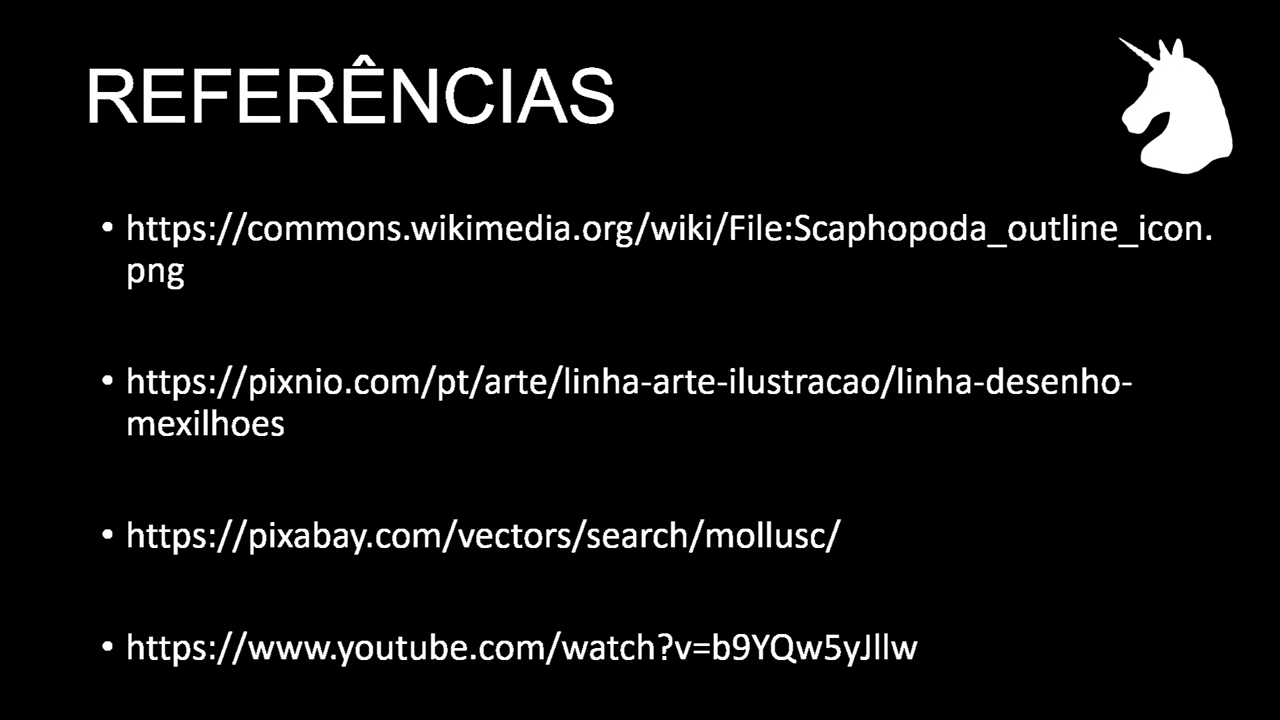 REFERÊNCIAS
• https://commons.wikimedia.org/wiki/File:Scaphopoda_outline_icon.
png
• https://pixnio.com/pt/arte/linha-arte-ilustracao/linha-desenho-
mexilhoes
• https://pixabay.com/vectors/search/mollusc/
• https://www.youtube.com/watch?v=b9YQw5yJllw